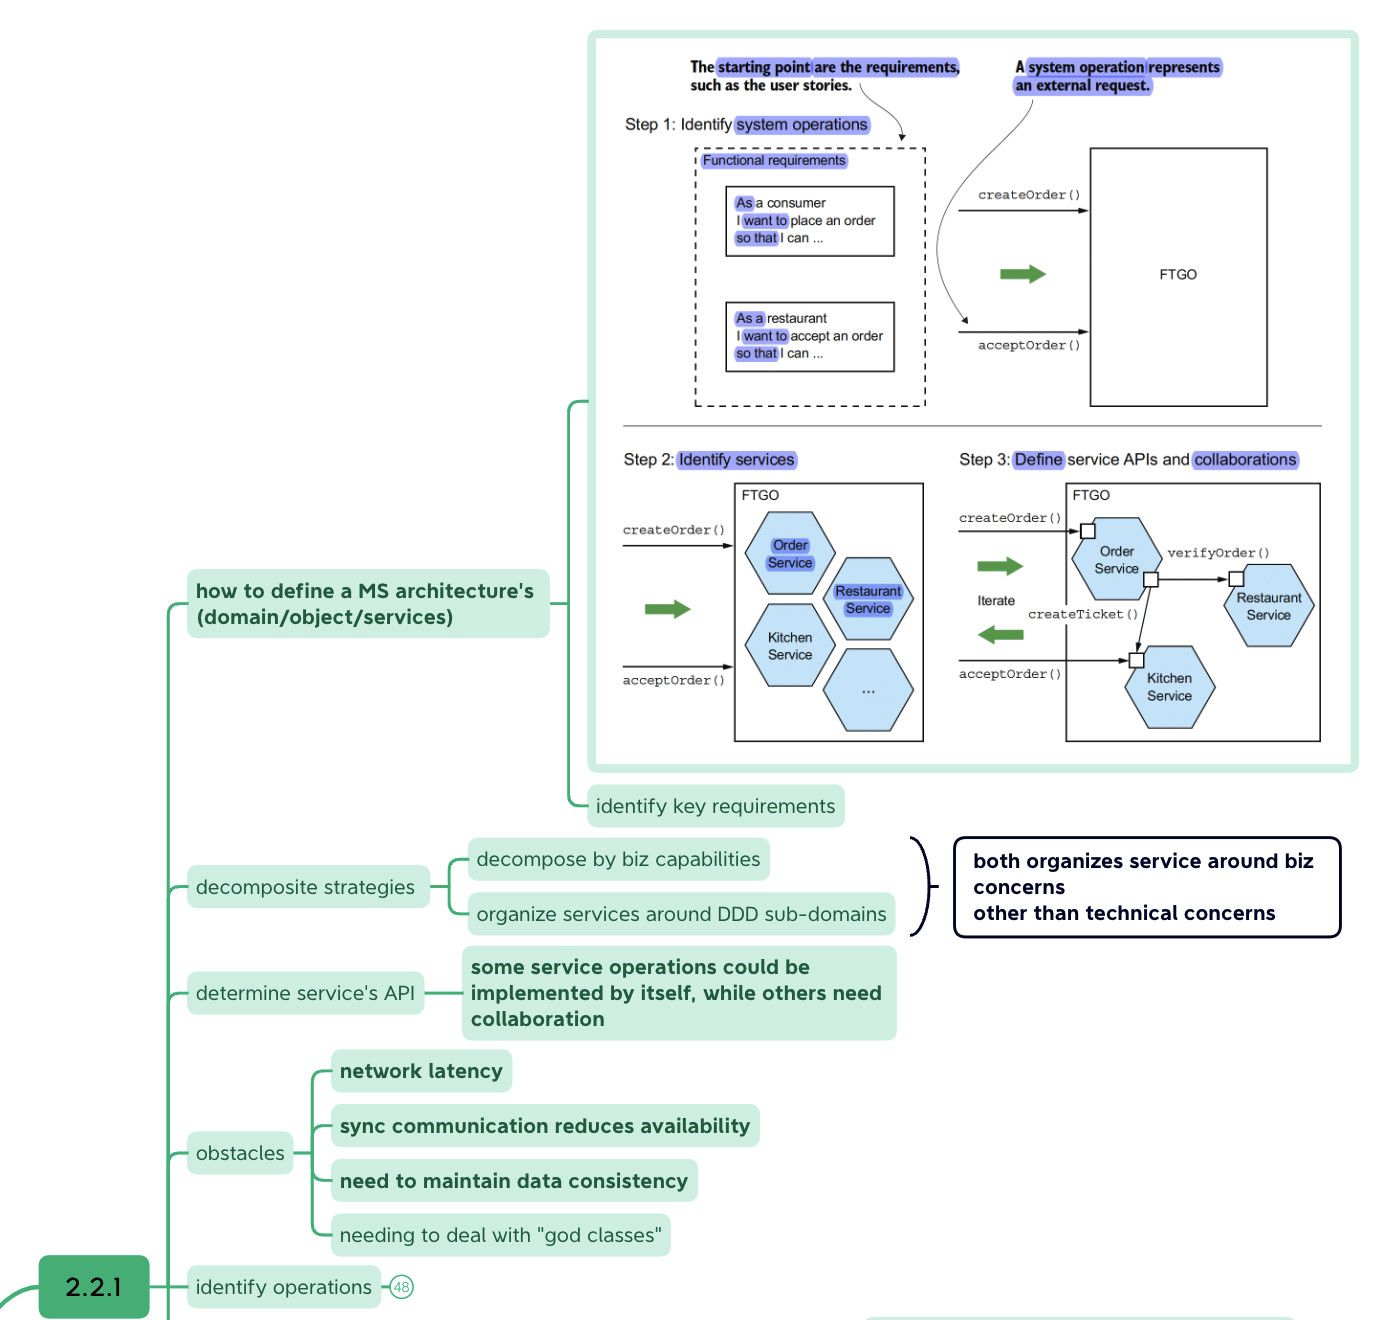 The starting point are the requirements,
such as the user stories.
A system operation represents
an external request.
Step 1: Identify system operations
Functional requirements
As a consumer
I want to place an order
so that I can ...
As a restaurant
I want to accept an order
so that I can ...
createOrder()
FTGO
acceptOrder()
Step 2: Identify services
FTGO
createOrder()
Order
Service
Restaurant
Service
Kitchen
Service
...
acceptOrder()
Step 3: Define service APIs and collaborations
FTGO
createOrder()
Order
Service
verifyOrder()
Iterate
Restaurant
Service
createTicket()
acceptOrder()
Kitchen
Service
how to define a MS architecture's
(domain/object/services)
identify key requirements
decomposite strategies
decompose by biz capabilities
organize services around DDD sub-domains
both organizes service around biz
concerns
other than technical concerns
determine service's API
some service operations could be
implemented by itself, while others need
collaboration
obstacles
network latency
sync communication reduces availability
need to maintain data consistency
needing to deal with "god classes"
2.2.1
identify operations
48